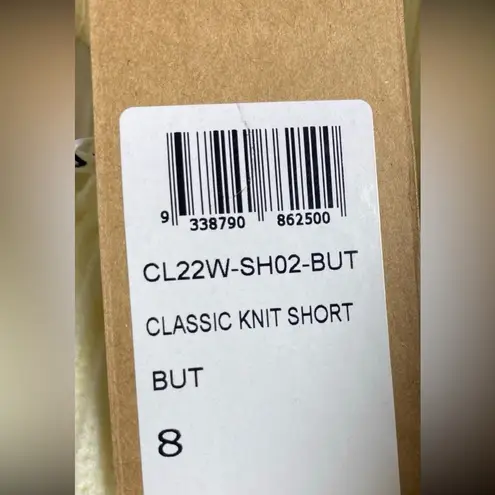 9 338790 862500
CL22W-SH02-BUT
CLASSIC KNIT SHORT
BUT
8